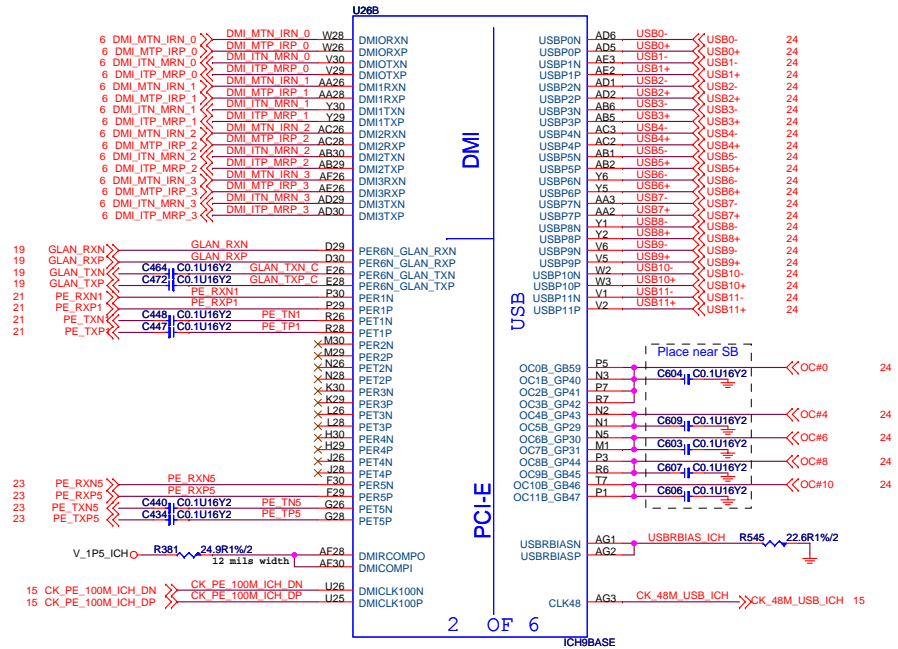 U26B
6 DMI_MTN_IRN_0 DMI_MTN_IRN_0 W28 DMIORXN
6 DMI_MTP_IRP_0 DMI_MTP_IRP_0 W26 DMIORXP
6 DMI_ITN_MRN_0 DMI_ITN_MRN_0 V30 DMIOTXN
6 DMI_ITP_MRP_0 DMI_ITP_MRP_0 V29 DMIOTXP
6 DMI_MTN_IRN_1 DMI_MTN_IRN_1 AA26 DMI1RXN
6 DMI_MTP_IRP_1 DMI_MTP_IRP_1 AA28 DMI1RXP
6 DMI_ITN_MRN_1 DMI_ITN_MRN_1 Y30 DMI1TXN
6 DMI_ITP_MRP_1 DMI_ITP_MRP_1 Y29 DMI1TXP
6 DMI_MTN_IRN_2 DMI_MTN_IRN_2 AC26 DMI2RXN
6 DMI_MTP_IRP_2 DMI_MTP_IRP_2 AC28 DMI2RXP
6 DMI_ITN_MRN_2 DMI_ITN_MRN_2 AB30 DMI2TXN
6 DMI_ITP_MRP_2 DMI_ITP_MRP_2 AB29 DMI2TXP
6 DMI_MTN_IRN_3 DMI_MTN_IRN_3 AF26 DMI3RXN
6 DMI_MTP_IRP_3 DMI_MTP_IRP_3 AE26 DMI3RXP
6 DMI_ITN_MRN_3 DMI_ITN_MRN_3 AD29 DMI3TXN
6 DMI_ITP_MRP_3 DMI_ITP_MRP_3 AD30 DMI3TXP
19 GLAN_RXN GLAN_RXN D29 PER6N_GLAN_RXN
19 GLAN_RXP GLAN_RXP D30 PER6N_GLAN_RXP
19 GLAN_TXN C464 C0.1U16Y2 GLAN_TXN_C E26 PER6N_GLAN_TXN
19 GLAN_TXP C472 C0.1U16Y2 GLAN_TXP_C E28 PER6N_GLAN_TXP
21 PE_RXN1 PE_RXN1 P30 PER1N
21 PE_RXP1 PE_RXP1 P29 PER1P
21 PE_TXN1 C448 C0.1U16Y2 PE_TN1 R26 PET1N
21 PE_TXP1 C447 C0.1U16Y2 PE_TP1 R28 PET1P
M30 PER2N
M29 PER2P
N26 PET2N
N28 PET2P
K30 PER3N
K29 PER3P
L26 PET3N
L28 PET3P
H30 PER4N
H29 PER4P
J26 PET4N
J28 PET4P
23 PE_RXN5 PE_RXN5 F30 PER5N
23 PE_RXP5 PE_RXP5 F29 PER5P
23 PE_TXN5 C440 C0.1U16Y2 PE_TN5 G26 PET5N
23 PE_TXP5 C434 C0.1U16Y2 PE_TP5 G28 PET5P
V_1P5_ICH R381 24.9R1%/2 AF28 DMIRCOMPO
12 mils width AF30 DMICOMPI
15 CK_PE_100M_ICH_DN CK_PE_100M_ICH_DN U26 DMICLK100N
15 CK_PE_100M_ICH_DP CK_PE_100M_ICH_DP U25 DMICLK100P
DMI
USB
PCI-E
2 OF 6
ICH9BASE
USBP0N AD6 USB0- USB0- 24
USBP0P AD5 USB0+ USB0+ 24
USBP1N AE3 USB1- USB1- 24
USBP1P AE2 USB1+ USB1+ 24
USBP2N AD1 USB2- USB2- 24
USBP2P AD2 USB2+ USB2+ 24
USBP3N AB6 USB3- USB3- 24
USBP3P AB5 USB3+ USB3+ 24
USBP4N AC3 USB4- USB4- 24
USBP4P AC2 USB4+ USB4+ 24
USBP5N AB1 USB5- USB5- 24
USBP5P AB2 USB5+ USB5+ 24
USBP6N Y6 USB6- USB6- 24
USBP6P Y5 USB6+ USB6+ 24
USBP7N AA3 USB7- USB7- 24
USBP7P AA2 USB7+ USB7+ 24
USBP8N Y1 USB8- USB8- 24
USBP8P Y2 USB8+ USB8+ 24
USBP9N V6 USB9- USB9- 24
USBP9P V5 USB9+ USB9+ 24
USBP10N W2 USB10- USB10- 24
USBP10P W3 USB10+ USB10+ 24
USBP11N V1 USB11- USB11- 24
USBP11P V2 USB11+ USB11+ 24
Place near SB
OC0B_GB59 P5 OC#0 24
OC1B_GP40 N3 C604 C0.1U16Y2
OC2B_GP41 P7
OC3B_GP42 R7
OC4B_GP43 N2 OC#4 24
OC5B_GP29 N1 C609 C0.1U16Y2
OC6B_GP30 N5 OC#6 24
OC7B_GP31 M1 C603 C0.1U16Y2
OC8B_GP44 P3 OC#8 24
OC9B_GB45 R6 C607 C0.1U16Y2
OC10B_GB46 T7 OC#10 24
OC11B_GB47 P1 C606 C0.1U16Y2
USBRBIASN AG1 USBRBIAS_ICH R545 22.6R1%/2
USBRBIASP AG2
CLK48 AG3 CK_48M_USB_ICH CK_48M_USB_ICH 15